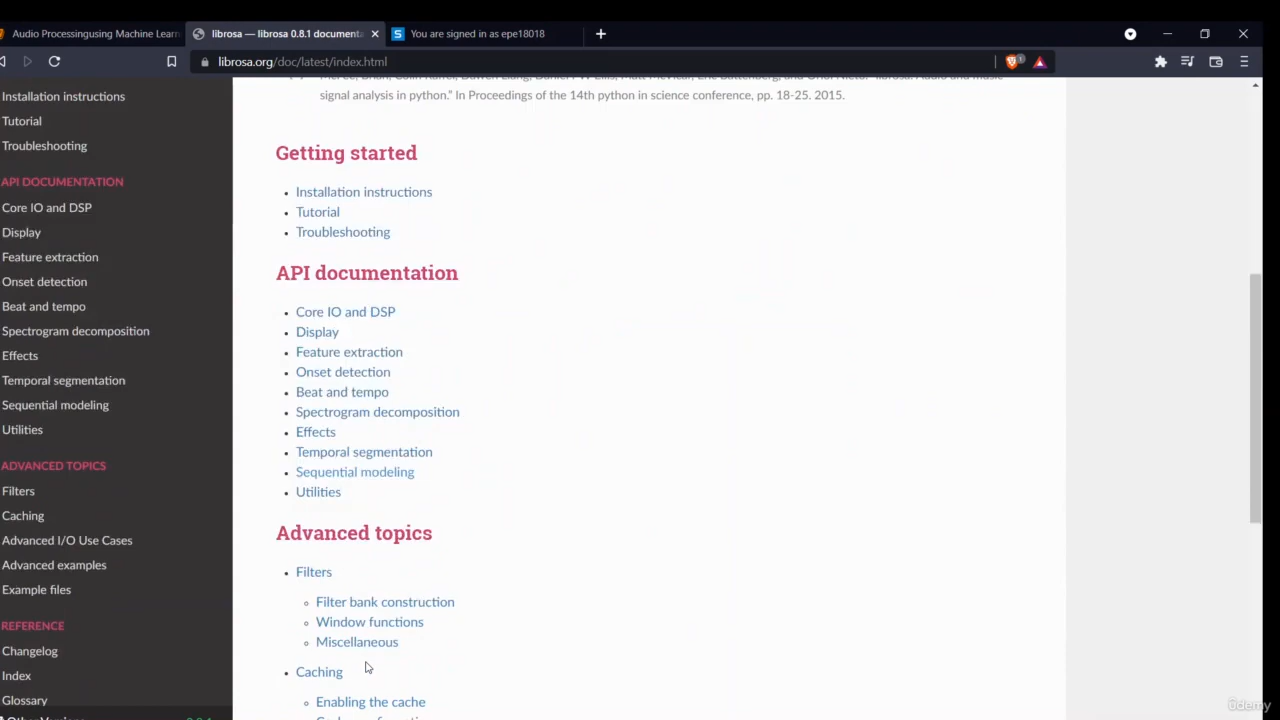 Audio Processingusing Machine Learn
librosa — librosa 0.8.1 documenta
You are signed in as epe18018
librosa.org/doc/latest/index.html
Installation instructions
Tutorial
Troubleshooting
API DOCUMENTATION
Core IO and DSP
Display
Feature extraction
Onset detection
Beat and tempo
Spectrogram decomposition
Effects
Temporal segmentation
Sequential modeling
Utilities
ADVANCED TOPICS
Filters
Caching
Advanced I/O Use Cases
Advanced examples
Example files
REFERENCE
Changelog
Index
Glossary
signal analysis in python.” In Proceedings of the 14th python in science conference, pp. 18-25. 2015.
Getting started
Installation instructions
Tutorial
Troubleshooting
API documentation
Core IO and DSP
Display
Feature extraction
Onset detection
Beat and tempo
Spectrogram decomposition
Effects
Temporal segmentation
Sequential modeling
Utilities
Advanced topics
Filters
Filter bank construction
Window functions
Miscellaneous
Caching
Enabling the cache
ûdemy